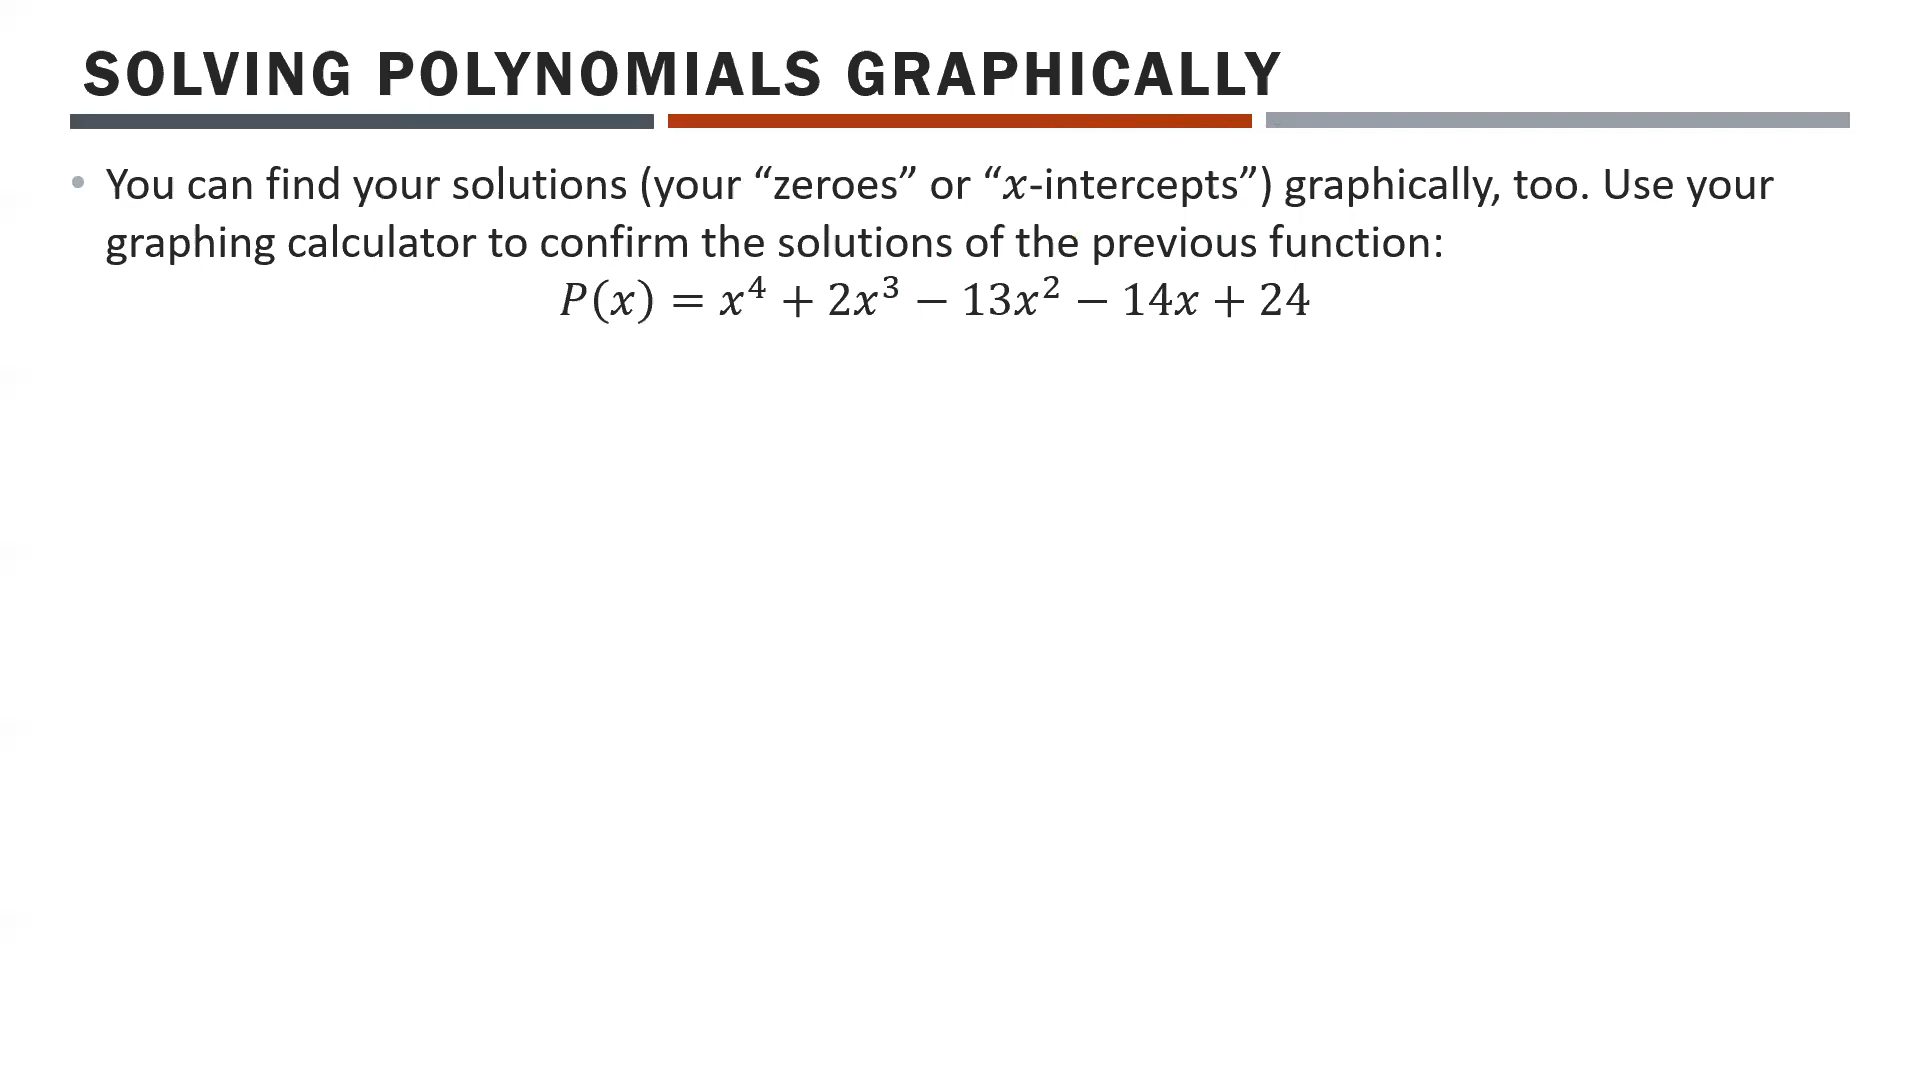 SOLVING POLYNOMIALS GRAPHICALLY
• You can find your solutions (your “zeroes” or “𝑥-intercepts”) graphically, too. Use your
graphing calculator to confirm the solutions of the previous function:
𝑃(𝑥) = 𝑥⁴ + 2𝑥³ − 13𝑥² − 14𝑥 + 24